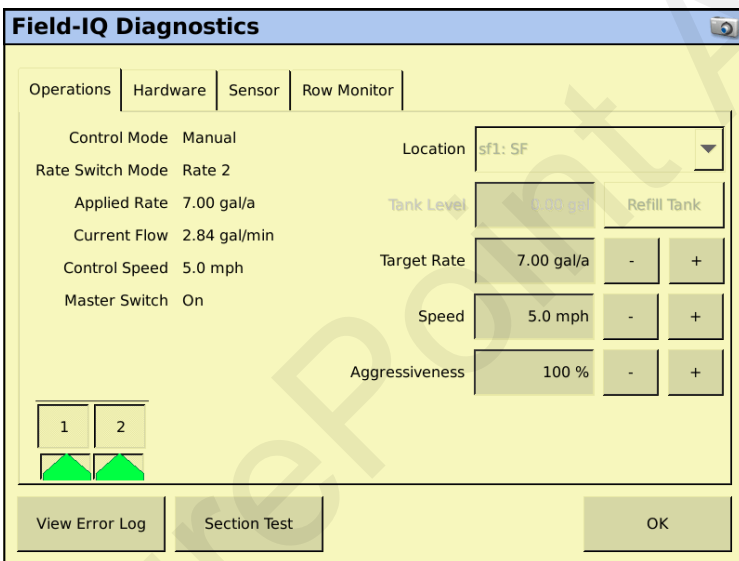 Field-IQ Diagnostics
Operations Hardware Sensor Row Monitor
Control Mode Manual
Rate Switch Mode Rate 2
Applied Rate 7.00 gal/a
Current Flow 2.84 gal/min
Control Speed 5.0 mph
Master Switch On
Location sf1: SF
Tank Level 0.00 gal Refill Tank
Target Rate 7.00 gal/a - +
Speed 5.0 mph - +
Aggressiveness 100 % - +
1 2
View Error Log Section Test OK